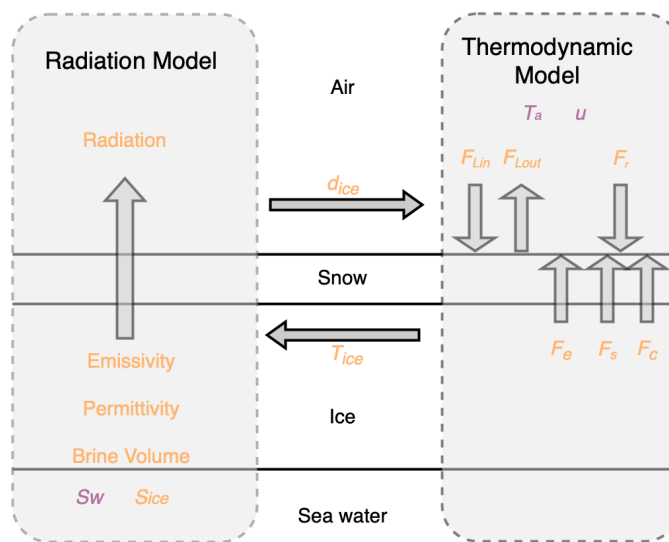 Radiation Model
Radiation
Emissivity
Permittivity
Brine Volume
Sw Sice
Air
dice
Snow
Tice
Ice
Sea water
Thermodynamic
Model
Ta u
FLin FLout Fr
Fe Fs Fc